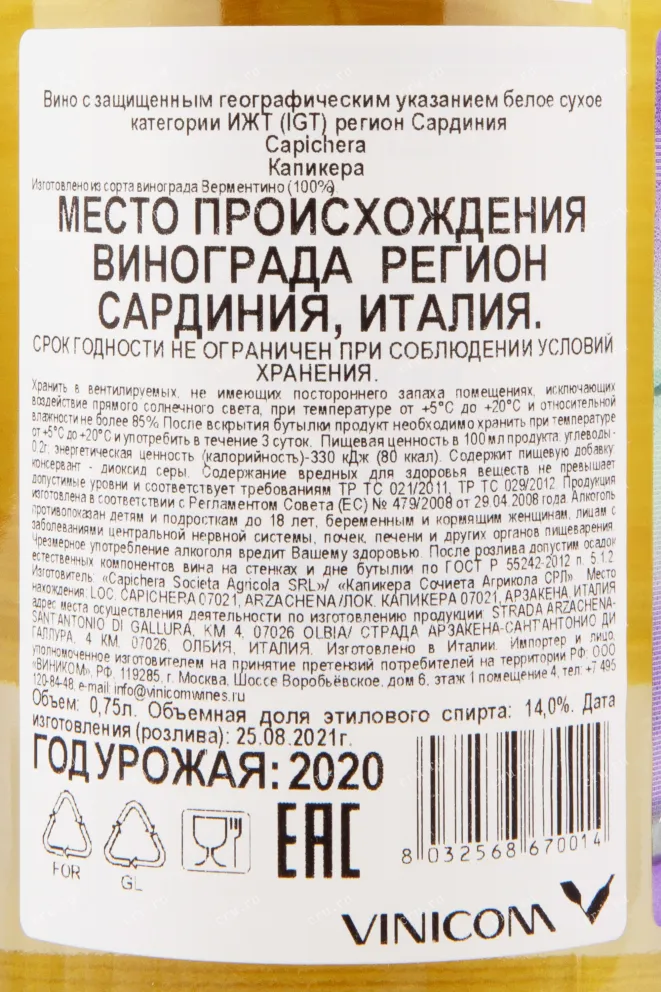 Вино с защищенным географическим указанием белое сухое
категории ИЖТ (IGT) регион Сардиния
Capichera
Капикера
Изготовлено из сорта винограда Верментино (100%).
МЕСТО ПРОИСХОЖДЕНИЯ
ВИНОГРАДА РЕГИОН
САРДИНИЯ, ИТАЛИЯ.
СРОК ГОДНОСТИ НЕ ОГРАНИЧЕН ПРИ СОБЛЮДЕНИИ УСЛОВИЙ
ХРАНЕНИЯ.
Хранить в вентилируемых, не имеющих постороннего запаха помещениях, исключающих
воздействие прямого солнечного света, при температуре от +5°С до +20°С и относительной
влажности не более 85% После вскрытия бутылки продукт необходимо хранить при температуре
от +5°С до +20°С и употребить в течение 3 суток. Пищевая ценность в 100 мл продукта: углеводы-
0,2г, энергетическая ценность (калорийность)-330 кДж (80 ккал). Содержит пищевую добавку:
консервант - диоксид серы. Содержание вредных для здоровья веществ не превышает
допустимые уровни и соответствует требованиям ТР ТС 021/2011, ТР ТС 029/2012. Продукция
изготовлена в соответствии с Регламентом Совета (ЕС) № 479/2008 от 29.04.2008 года. Алкоголь
противопоказан детям и подросткам до 18 лет, беременным и кормящим женщинам, лицам с
заболеваниями центральной нервной системы, почек, печени и других органов пищеварения.
Чрезмерное употребление алкоголя вредит Вашему здоровью. После розлива допустим осадок
естественных компонентов вина на стенках и дне бутылки по ГОСТ Р 55242-2012 п. 5.1.2.
Изготовитель: «Capichera Societa Agricola SRL»/ «Капикера Сочиета Агрикола СРЛ» Место
нахождения: LOC. CAPICHERA 07021, ARZACHENA/ЛОК. КАПИКЕРА 07021, АРЗАКЕНА, ИТАЛИЯ
адрес места осуществления деятельности по изготовлению продукции: STRADA ARZACHENA-
SANT'ANTONIO DI GALLURA, KM 4, 07026 OLBIA/ СТРАДА АРЗАКЕНА-САНТ'АНТОНИО ДИ
ГАЛЛУРА, 4 КМ, 07026, ОЛБИЯ, ИТАЛИЯ. Изготовлено в Италии. Импортер и лицо,
уполномоченное изготовителем на принятие претензий потребителей на территории РФ: ООО
«ВИНИКОМ», РФ, 119285, г. Москва, Шоссе Воробьёвское, дом 6, этаж 1 помещение 4, тел: +7 495
120-84-48, e-mail: info@vinicomwines.ru
Объем: 0,75л. Объемная доля этилового спирта: 14,0%. Дата
изготовления (розлива): 25.08.2021г.
ГОД УРОЖАЯ: 2020
FOR
GL
EAC
8 032568 670014
VINICOM